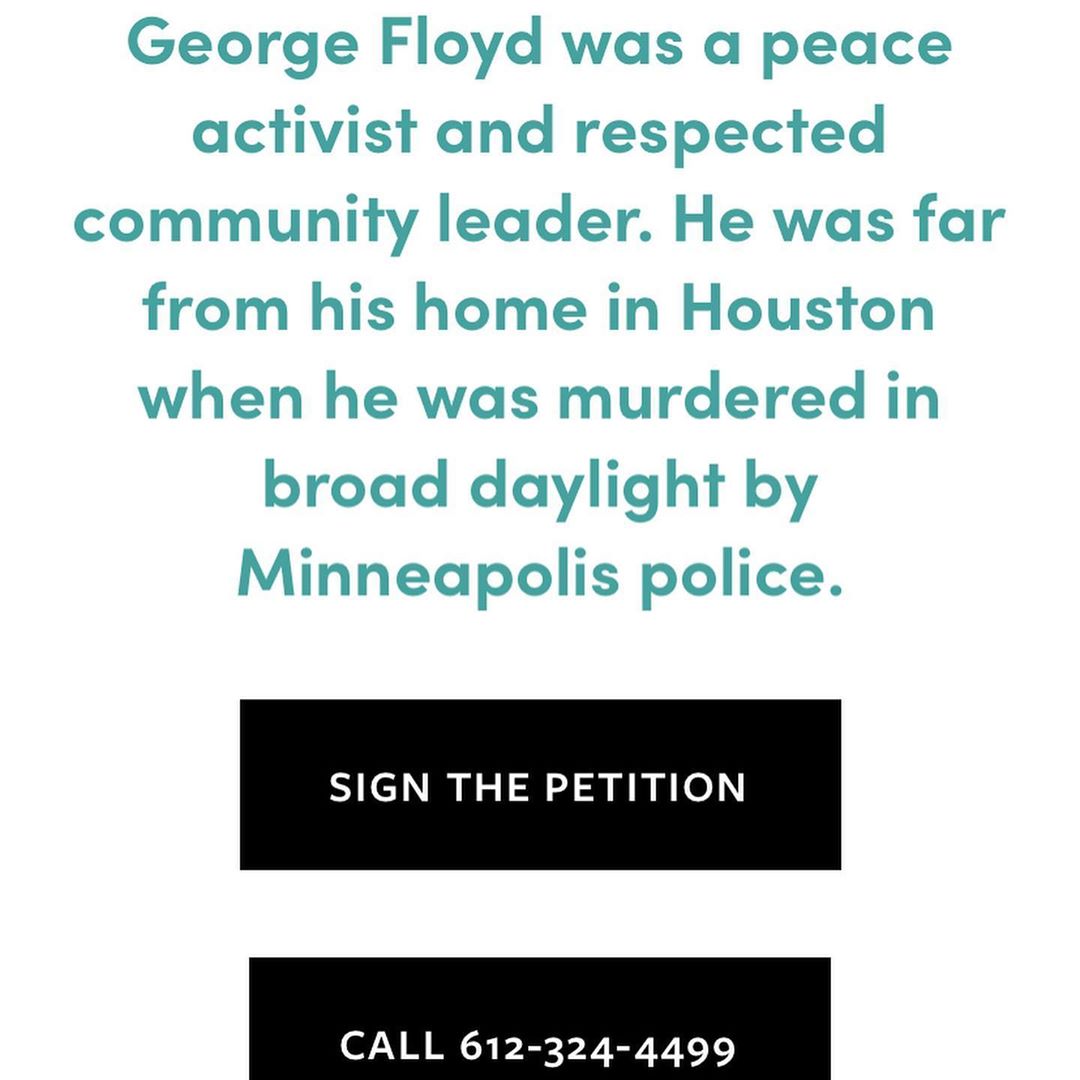 George Floyd was a peace
activist and respected
community leader. He was far
from his home in Houston
when he was murdered in
broad daylight by
Minneapolis police.
SIGN THE PETITION
CALL 612-324-4499